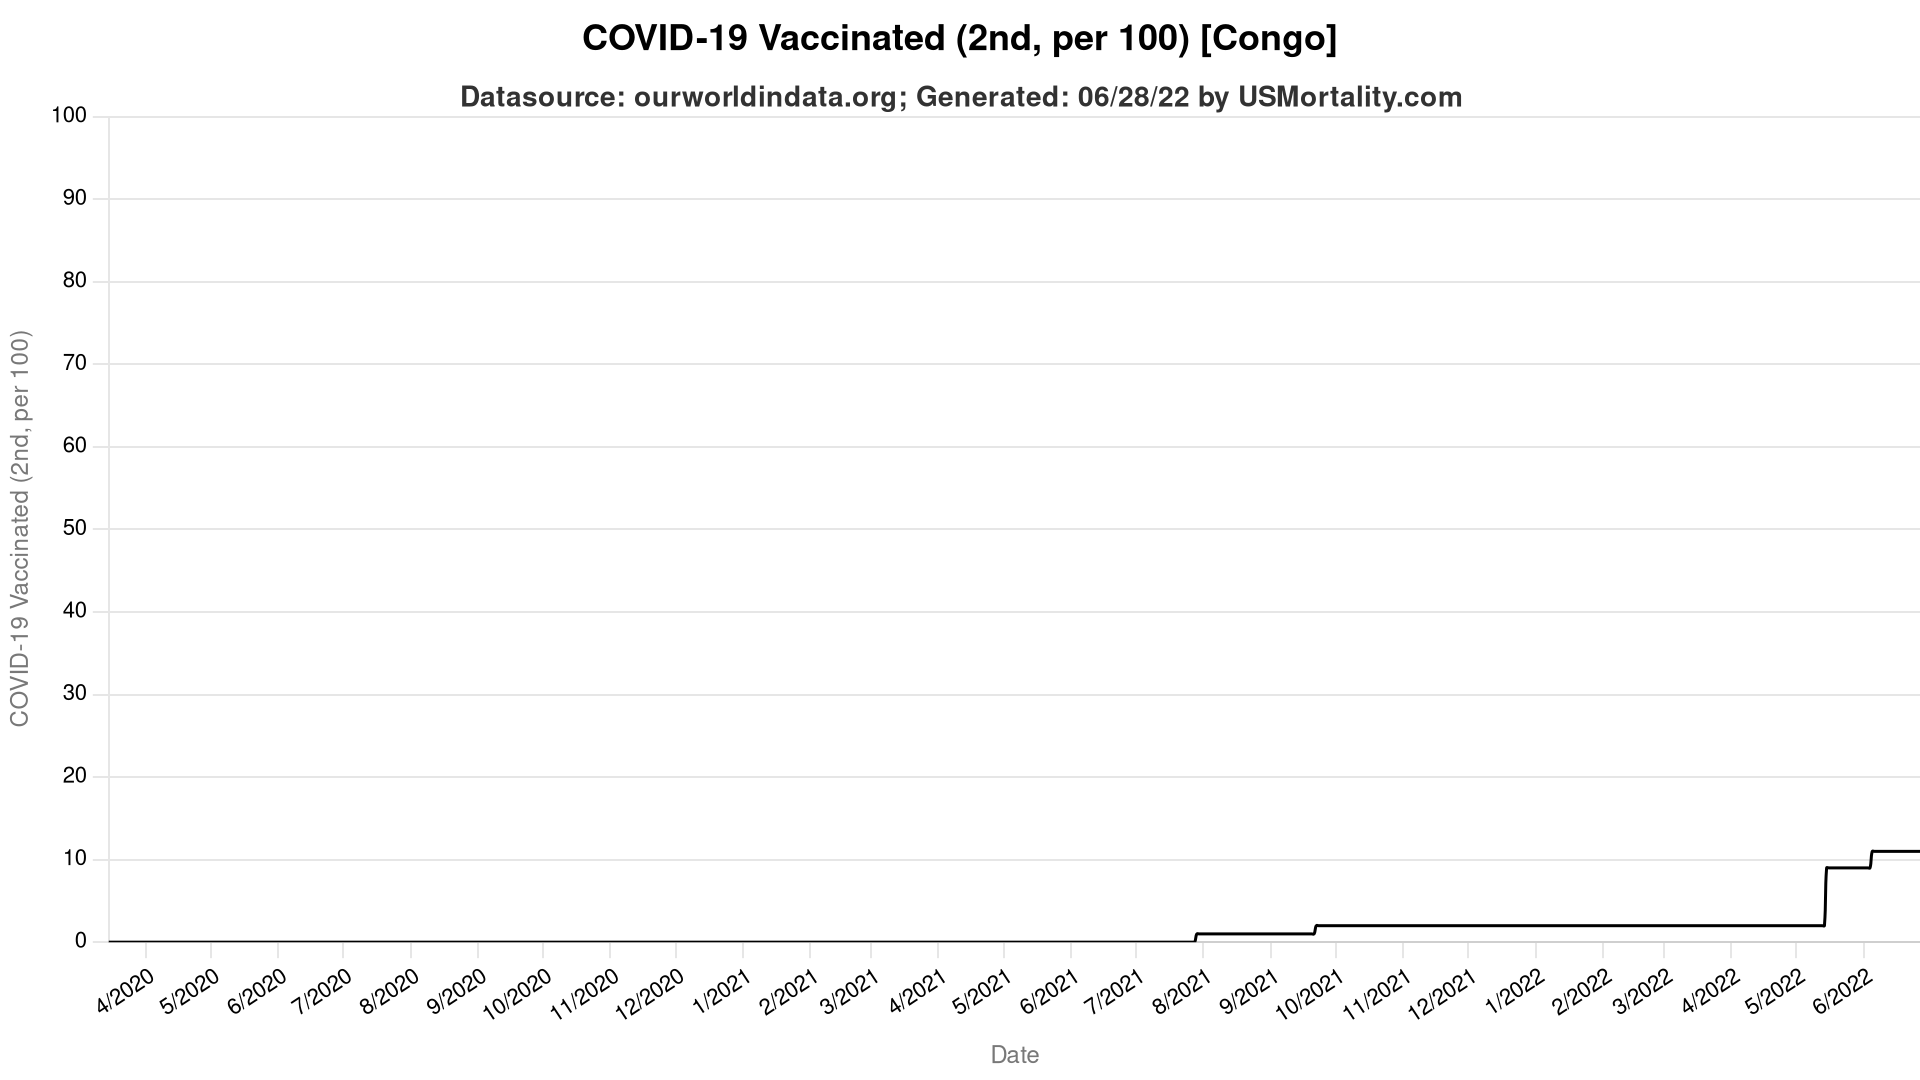 COVID-19 Vaccinated (2nd, per 100) [Congo]
Datasource: ourworldindata.org; Generated: 06/28/22 by USMortality.com
COVID-19 Vaccinated (2nd, per 100)
100
90
80
70
60
50
40
30
20
10
0
4/2020 5/2020 6/2020 7/2020 8/2020 9/2020 10/2020 11/2020 12/2020 1/2021 2/2021 3/2021 4/2021 5/2021 6/2021 7/2021 8/2021 9/2021 10/2021 11/2021 12/2021 1/2022 2/2022 3/2022 4/2022 5/2022 6/2022
Date